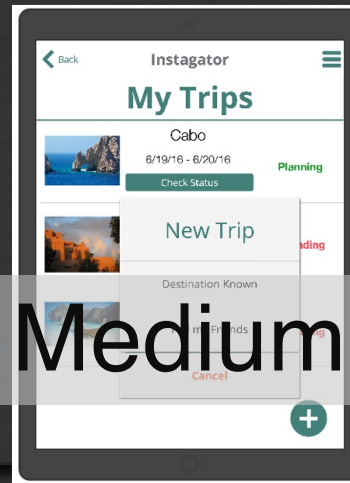 Back
Instagator
My Trips
Cabo
6/19/16 - 6/20/16
Planning
Check Status
New Trip
Destination Known
Medium
Friends
Cancel
+